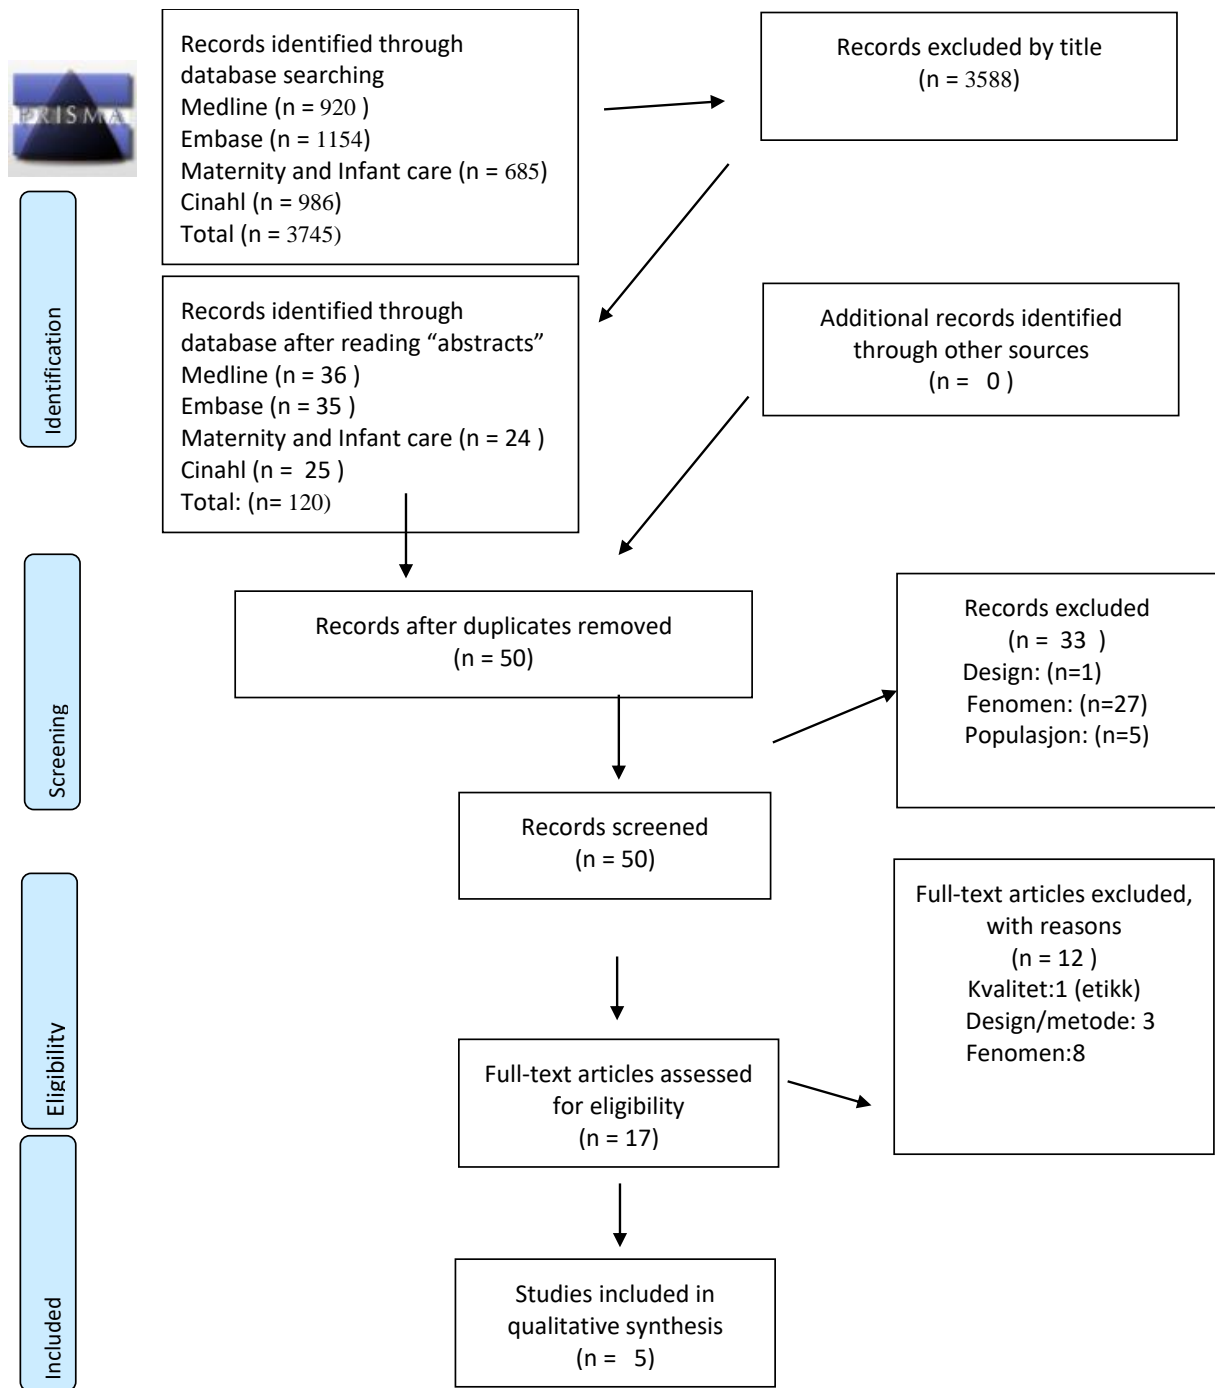 PRISMA
Records identified through
database searching
Medline (n = 920 )
Embase (n = 1154)
Maternity and Infant care (n = 685)
Cinahl (n = 986)
Total (n = 3745)
Records excluded by title
(n = 3588)
Identification
Records identified through
database after reading “abstracts”
Medline (n = 36 )
Embase (n = 35 )
Maternity and Infant care (n = 24 )
Cinahl (n = 25 )
Total: (n= 120)
Additional records identified
through other sources
(n = 0 )
Screening
Records after duplicates removed
(n = 50)
Records excluded
(n = 33 )
Design: (n=1)
Fenomen: (n=27)
Populasjon: (n=5)
Records screened
(n = 50)
Eligibility
Full-text articles excluded,
with reasons
(n = 12 )
Kvalitet:1 (etikk)
Design/metode: 3
Fenomen:8
Full-text articles assessed
for eligibility
(n = 17)
Included
Studies included in
qualitative synthesis
(n = 5)